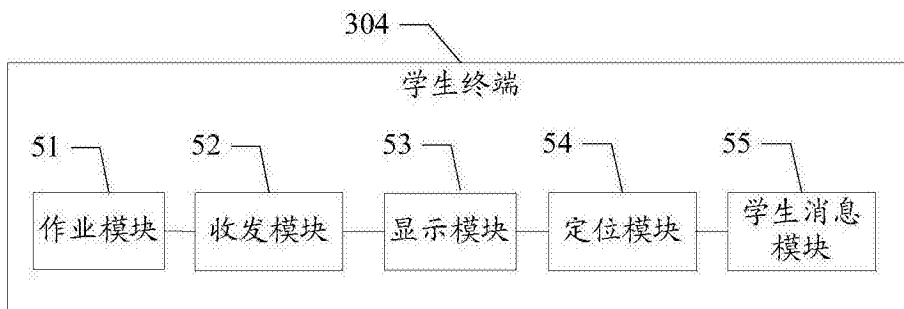 304
学生终端
51
52
53
54
55
作业模块
收发模块
显示模块
定位模块
学生消息
模块